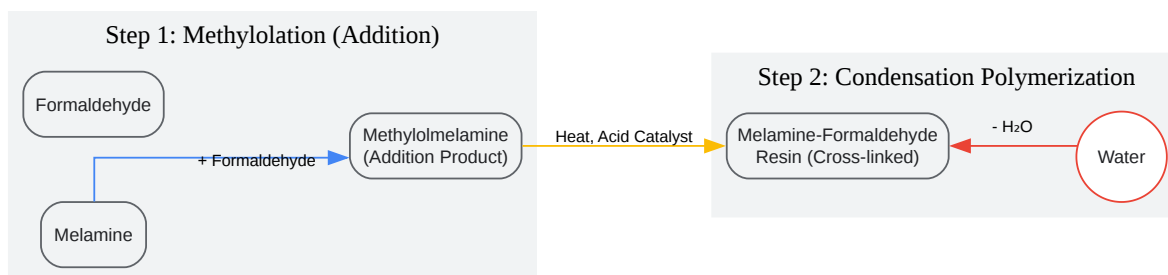 Step 1: Methylolation (Addition)
Formaldehyde
Melamine
+ Formaldehyde
Methylolmelamine
(Addition Product)
Heat, Acid Catalyst
Step 2: Condensation Polymerization
Melamine-Formaldehyde
Resin (Cross-linked)
- H₂O
Water